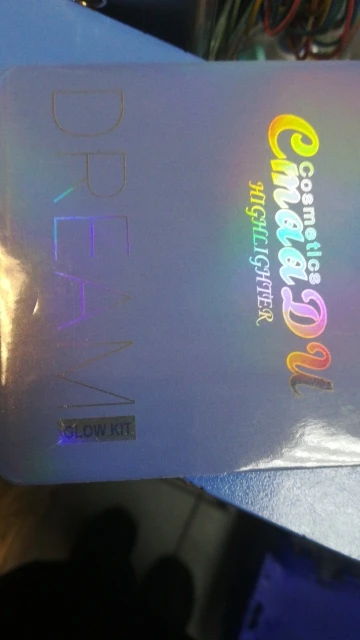 Cosmetics
CmaaDu
HIGHLIGHTER
DREAM
GLOW KIT